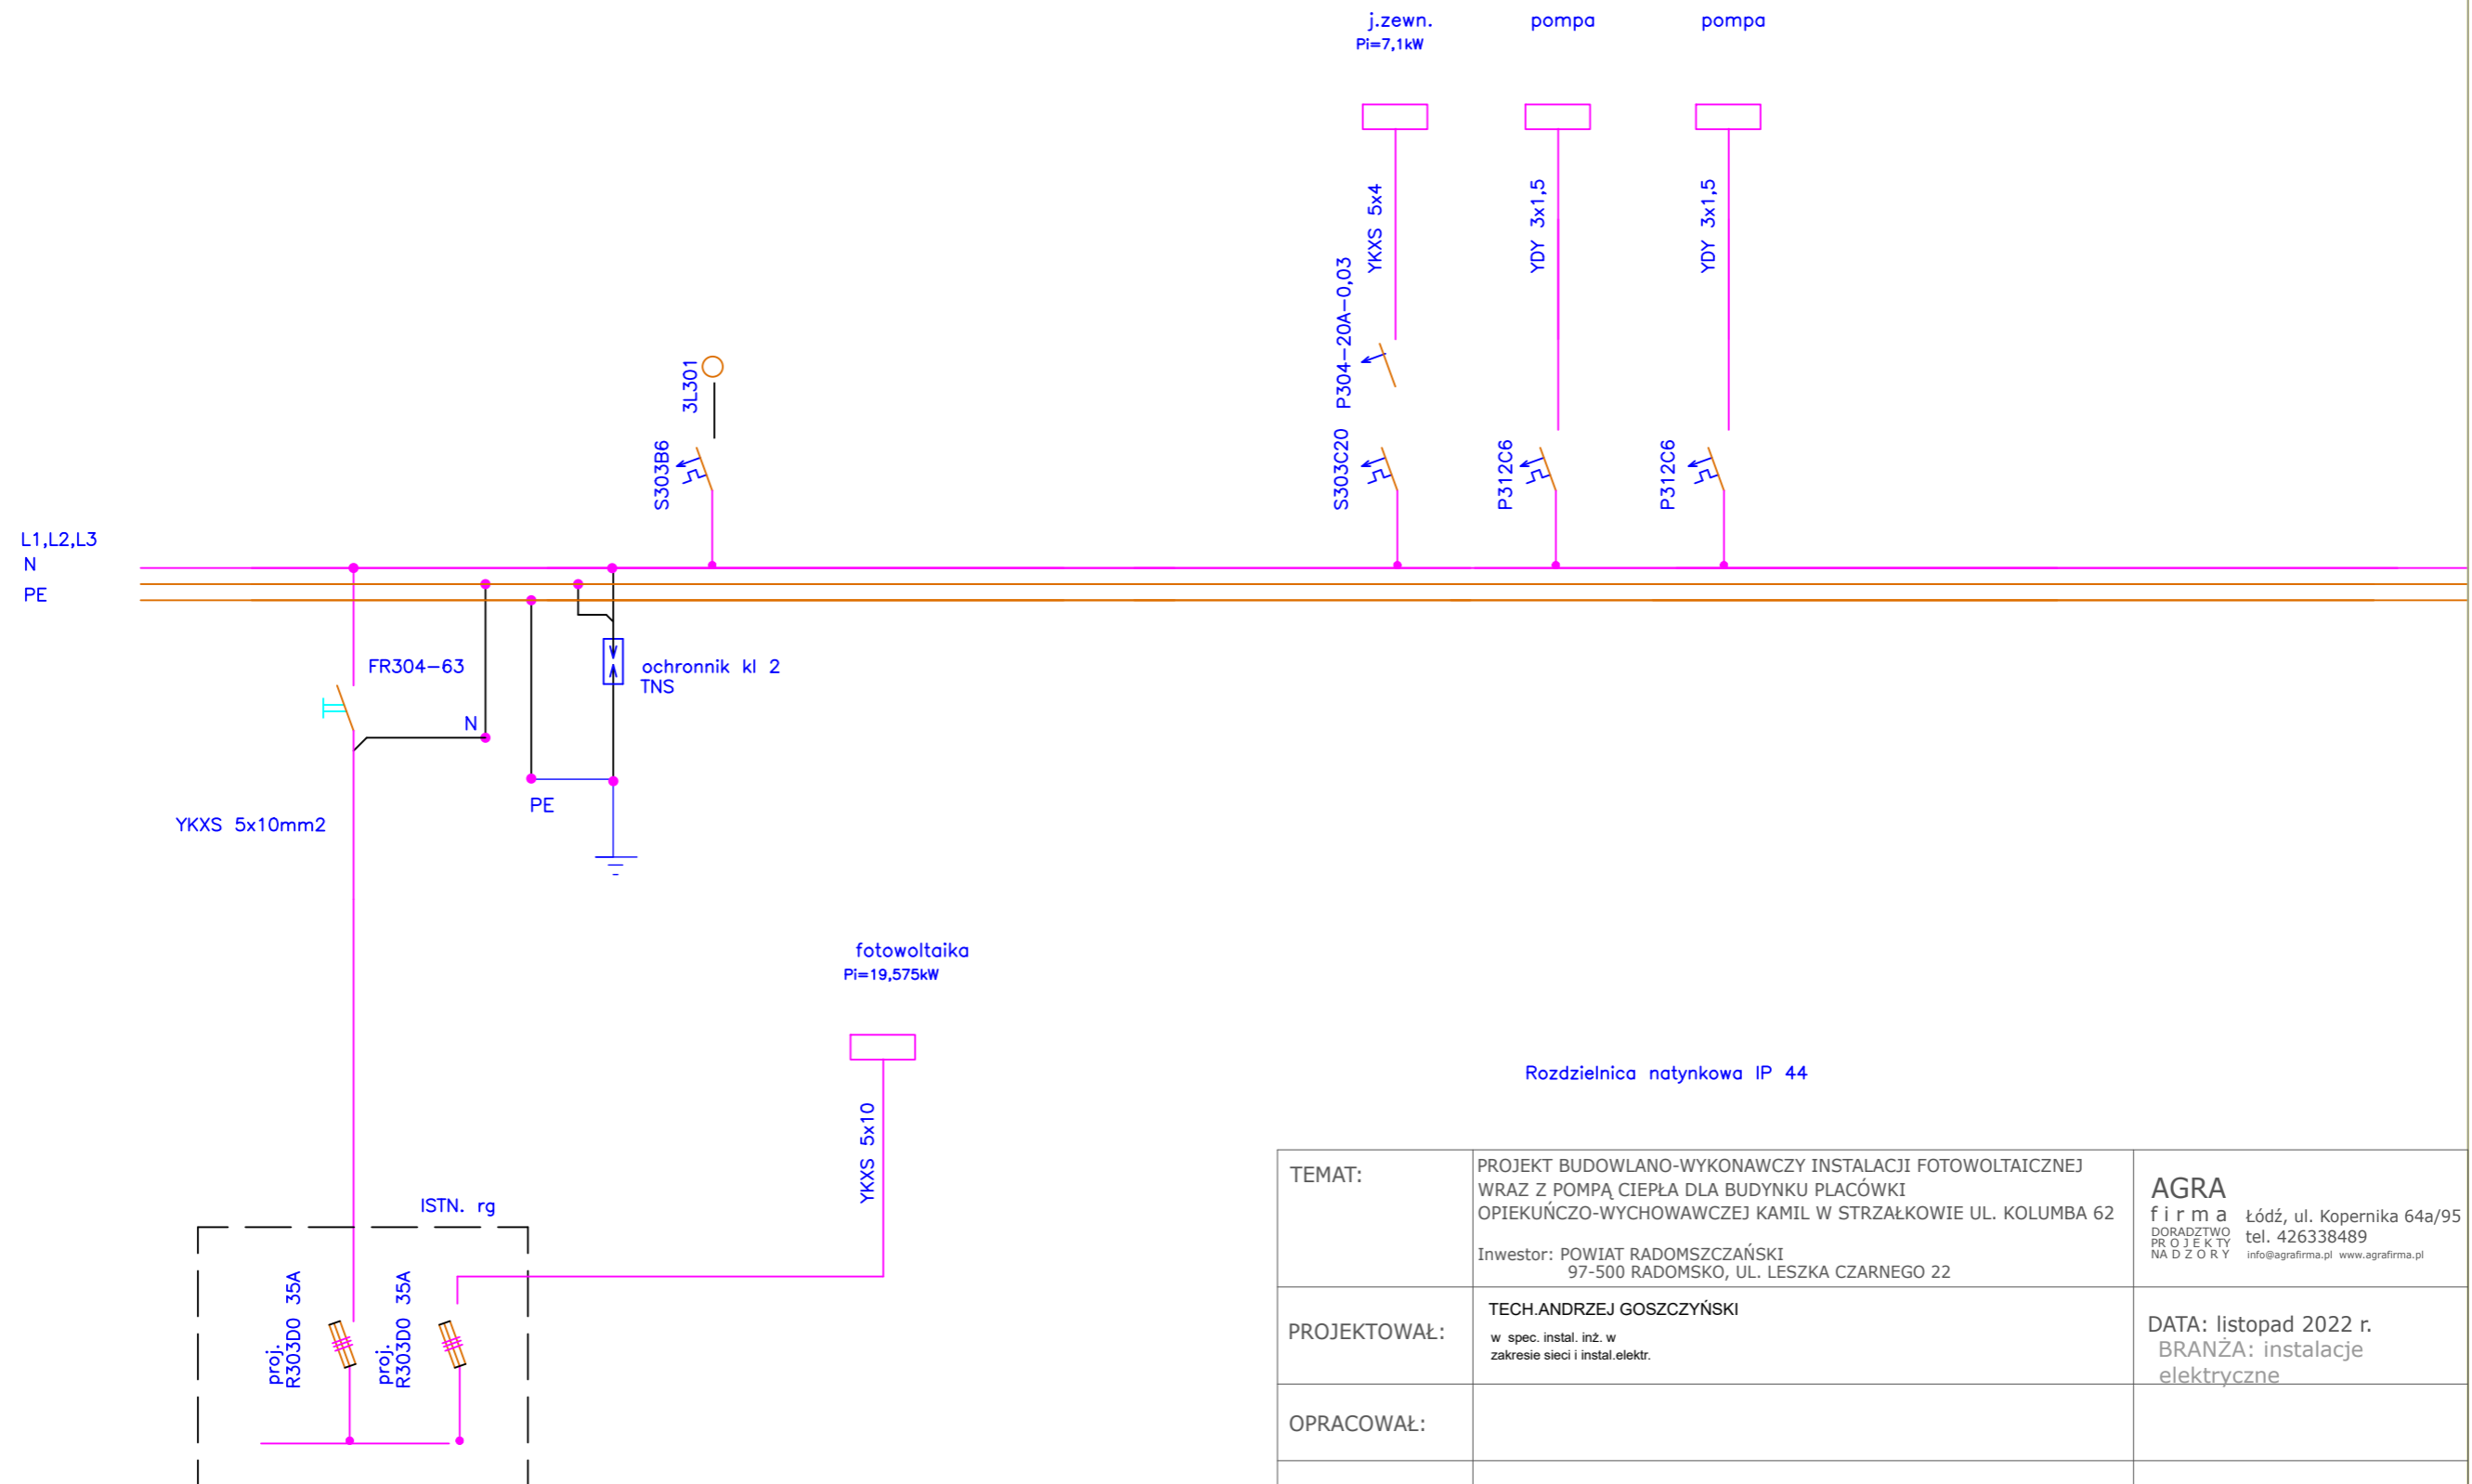 j.zewn.
Pi=7,1kW
pompa
pompa
YKXS 5x4
YDY 3x1,5
YDY 3x1,5
P304-20A-0,03
3L301
S303B6
S303C20
P312C6
P312C6
L1,L2,L3
N
PE
FR304-63
ochronnik kl 2
TNS
N
PE
YKXS 5x10mm2
fotowoltaika
Pi=19,575kW
YKXS 5x10
Rozdzielnica natynkowa IP 44
ISTN. rg
proj.
R303D0 35A
proj.
R303D0 35A
TEMAT:
PROJEKT BUDOWLANO-WYKONAWCZY INSTALACJI FOTOWOLTAICZNEJ
WRAZ Z POMPĄ CIEPŁA DLA BUDYNKU PLACÓWKI
OPIEKUŃCZO-WYCHOWAWCZEJ KAMIL W STRZAŁKOWIE UL. KOLUMBA 62
Inwestor: POWIAT RADOMSZCZAŃSKI
97-500 RADOMSKO, UL. LESZKA CZARNEGO 22
AGRA
firma
DORADZTWO
PROJEKTY
NADZORY
Łódź, ul. Kopernika 64a/95
tel. 426338489
info@agrafirma.pl www.agrafirma.pl
PROJEKTOWAŁ:
TECH.ANDRZEJ GOSZCZYŃSKI
w spec. instal. inż. w
zakresie sieci i instal.elektr.
DATA: listopad 2022 r.
BRANŻA: instalacje
elektryczne
OPRACOWAŁ: